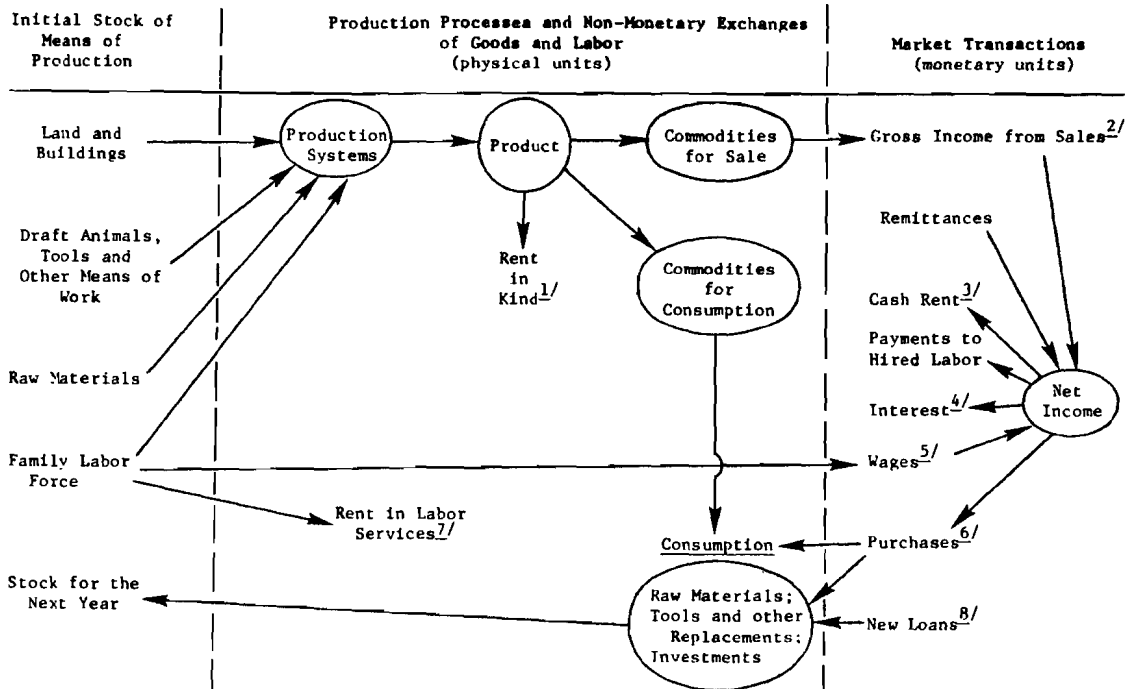 Initial Stock of
Means of
Production
Production Processea and Non-Monetary Exchanges
of Goods and Labor
(physical units)
Market Transactions
(monetary units)
Land and
Buildings
Production
Systems
Product
Commodities
for Sale
Gross Income from Sales2/
Draft Animals,
Tools and
Other Means of
Work
Rent
in
Kind1/
Commodities
for
Consumption
Remittances
Cash Rent3/
Payments to
Hired Labor
Raw Materials
Interest4/
Net
Income
Family Labor
Force
Wages5/
Rent in Labor
Services7/
Consumption
Purchases6/
Stock for the
Next Year
Raw Materials;
Tools and other
Replacements;
Investments
New Loans8/